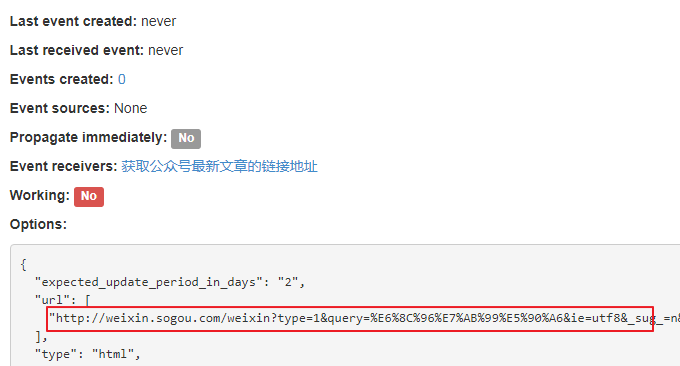 Last event created: never
Last received event: never
Events created: 0
Event sources: None
Propagate immediately: No
Event receivers: 获取公众号最新文章的链接地址
Working: No
Options:
{
"expected_update_period_in_days": "2",
"url": [
"http://weixin.sogou.com/weixin?type=1&query=%E6%8C%96%E7%AB%99%E5%90%A6&ie=utf8&_sug_=n&
],
"type": "html",